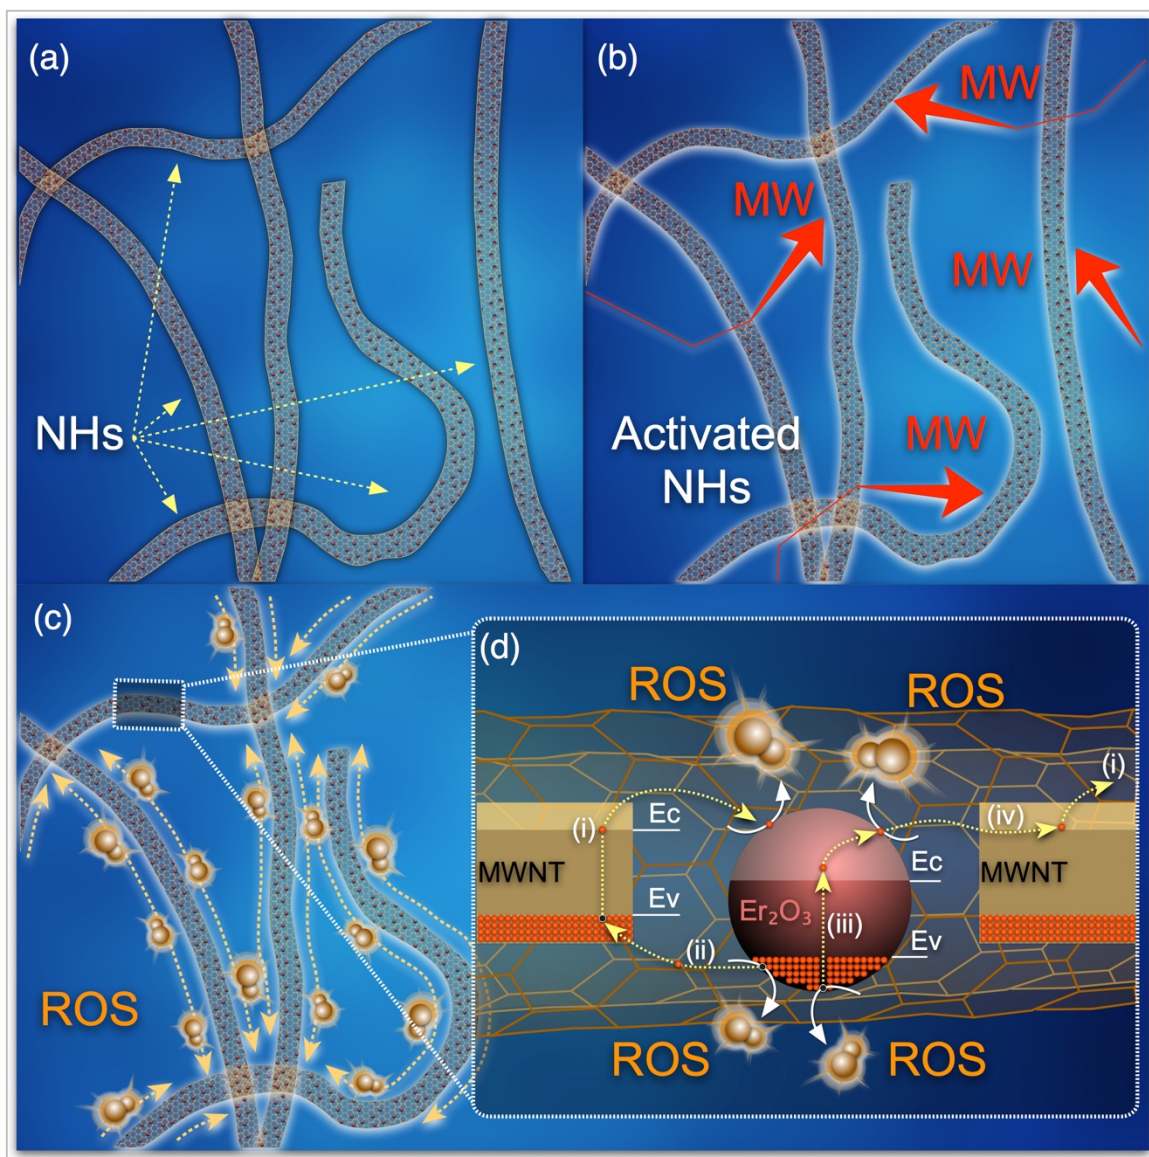 (a)
NHs
(b)
MW
MW
MW
MW
Activated
NHs
(c)
ROS
(d)
ROS
ROS
(i)
(i)
Ec
(iv)
MWNT
Ec
MWNT
Ev
Er₂O₃
(iii)
Ev
(ii)
ROS
ROS